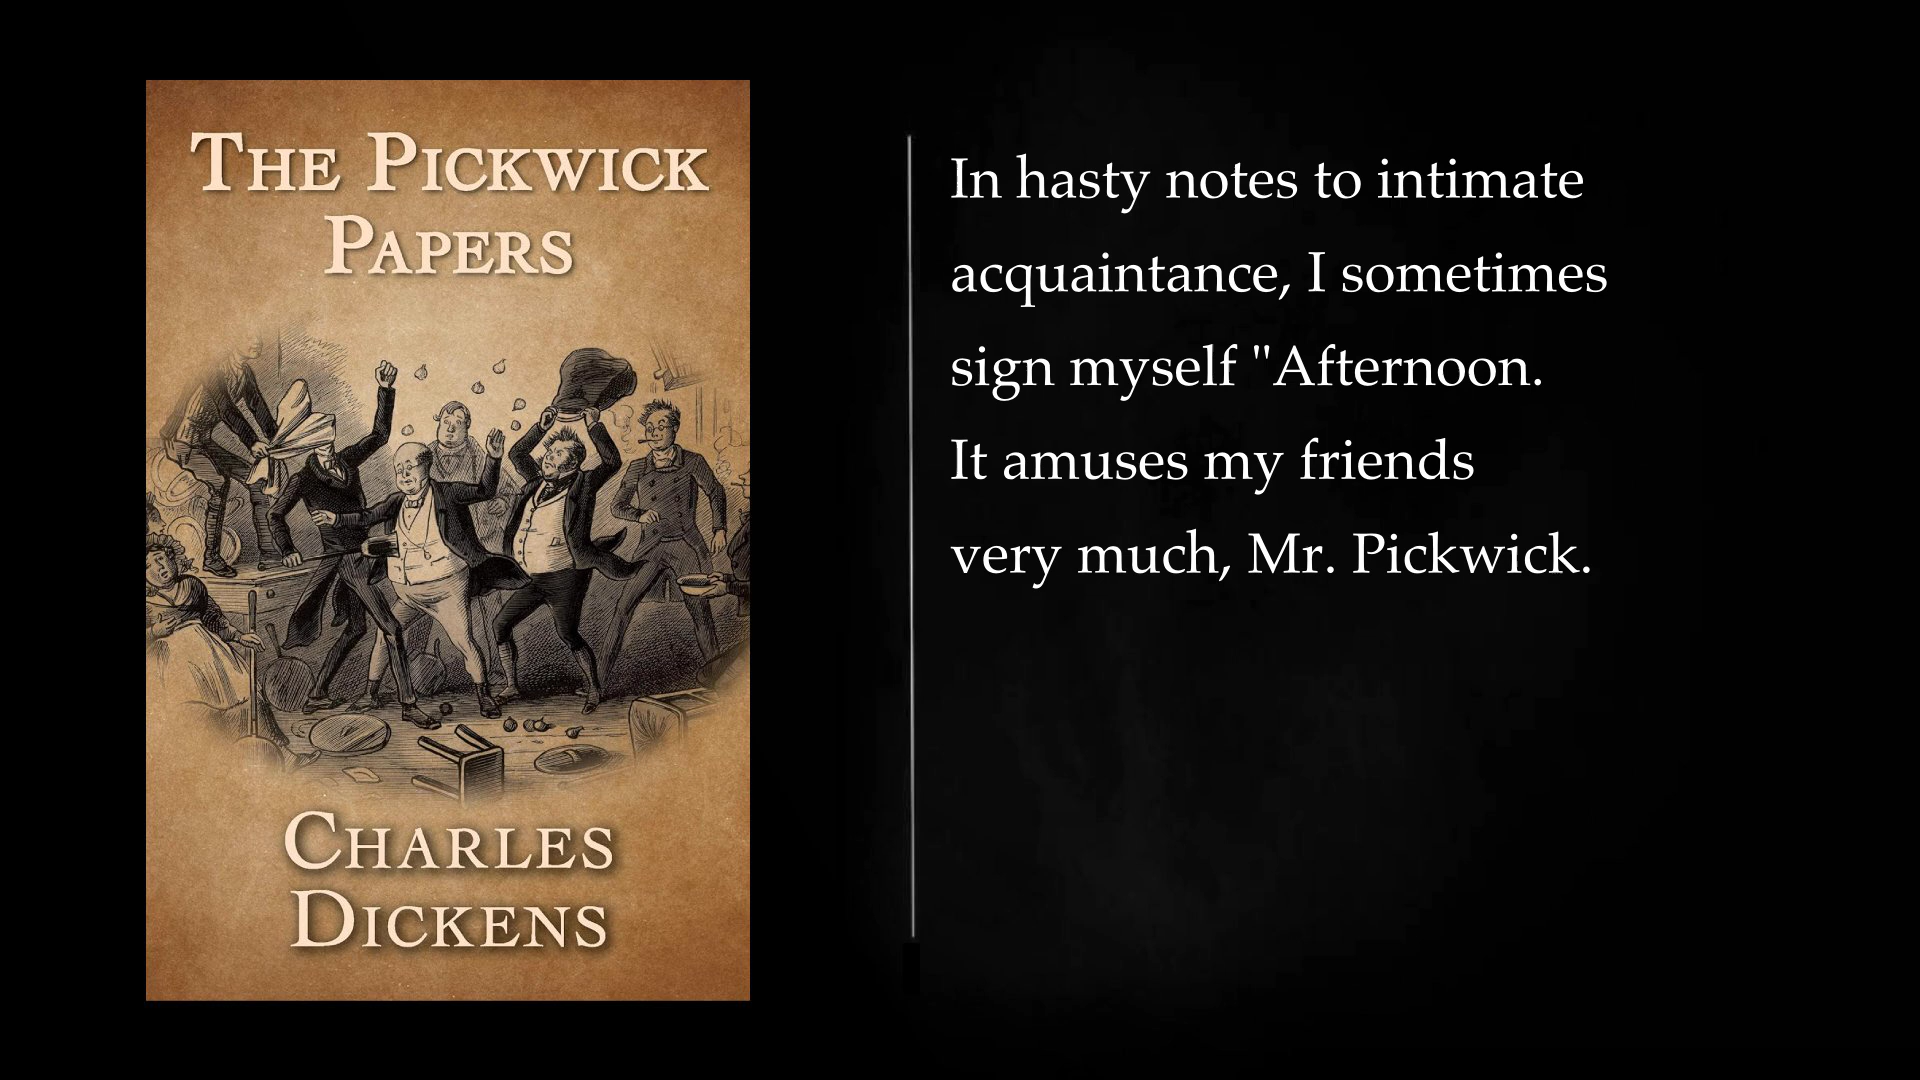 The Pickwick
Papers
Charles
Dickens
In hasty notes to intimate
acquaintance, I sometimes
sign myself "Afternoon.
It amuses my friends
very much, Mr. Pickwick.